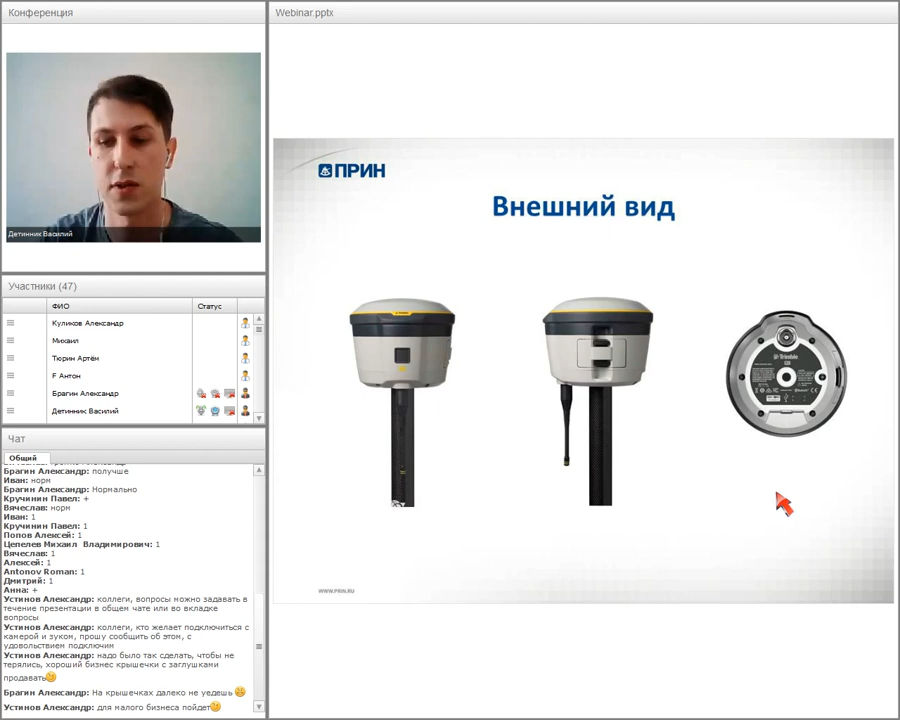 Конференция
Детинник Василий
Участники (47)
ФИО
Статус
Куликов Александр
Михаил
Тюрин Артём
F Антон
Брагин Александр
Детинник Василий
Чат
Общий
Брагин Александр: получше
Иван: норм
Брагин Александр: Нормально
Кручинин Павел: +
Вячеслав: норм
Иван: 1
Кручинин Павел: 1
Попов Алексей: 1
Цепелев Михаил Владимирович: 1
Вячеслав: 1
Алексей: 1
Antonov Roman: 1
Дмитрий: 1
Анна: +
Устинов Александр: коллеги, вопросы можно задавать в
течение презентации в общем чате или во вкладке
вопросы
Устинов Александр: коллеги, кто желает подключиться с
камерой и зуком, прошу сообщить об этом, с
удовольствием подключим
Устинов Александр: надо было так сделать, чтобы не
терялись, хороший бизнес крышечки с заглушками
продавать
Брагин Александр: На крышечках далеко не уедешь
Устинов Александр: для малого бизнеса пойдет
Webinar.pptx
ПРИН
Внешний вид
Trimble
WWW.PRIN.RU